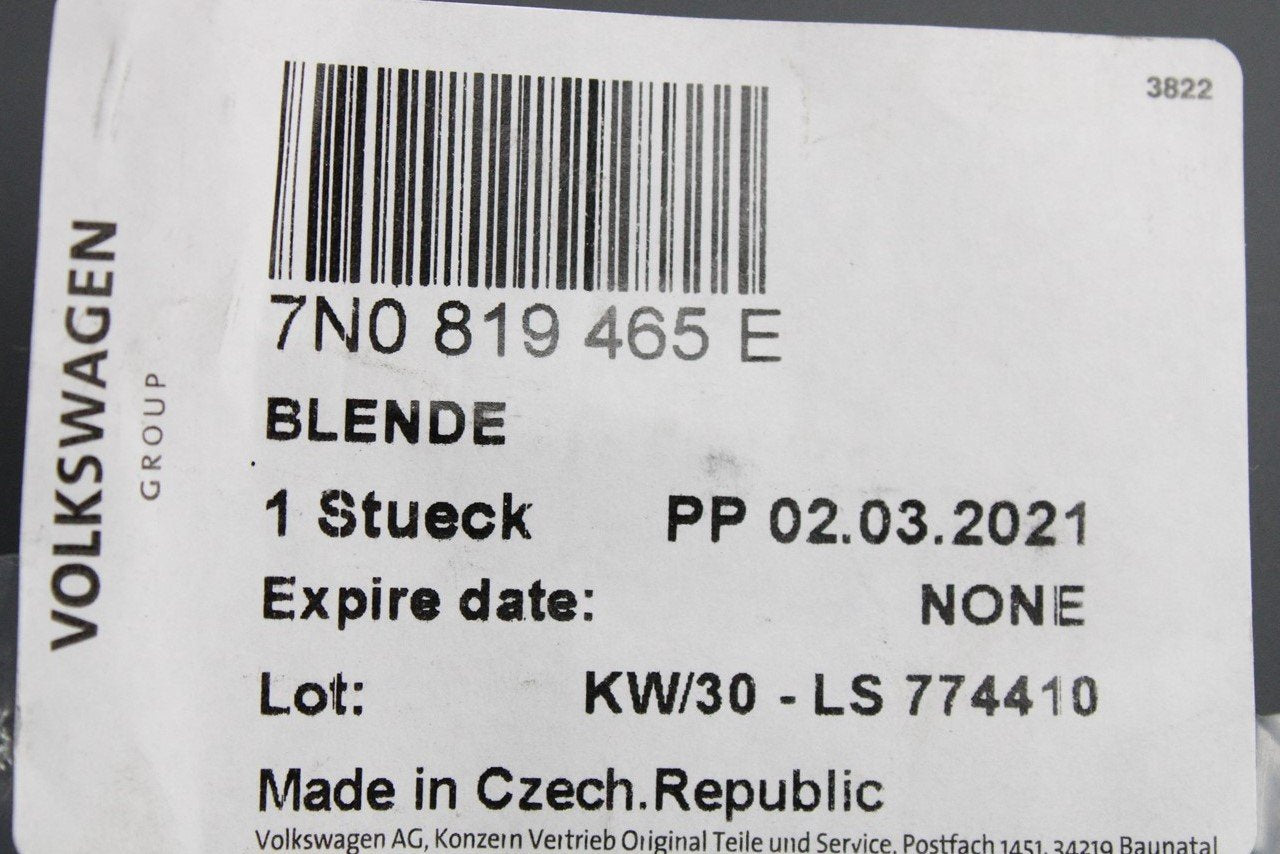 3822
VOLKSWAGEN
GROUP
7N0 819 465 E
BLENDE
1 Stueck PP 02.03.2021
Expire date: NONE
Lot: KW/30 - LS 774410
Made in Czech.Republic
Volkswagen AG, Konzern Vertrieb Original Teile und Service, Postfach 1451, 34219 Baunatal